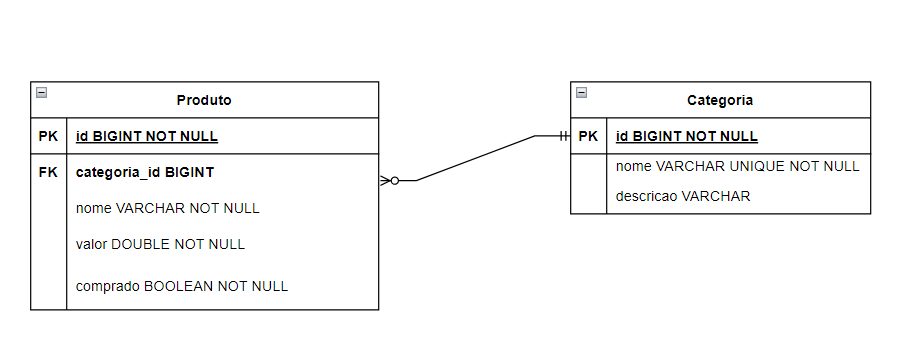 Produto
PK id BIGINT NOT NULL
FK categoria_id BIGINT
nome VARCHAR NOT NULL
valor DOUBLE NOT NULL
comprado BOOLEAN NOT NULL
Categoria
PK id BIGINT NOT NULL
nome VARCHAR UNIQUE NOT NULL
descricao VARCHAR